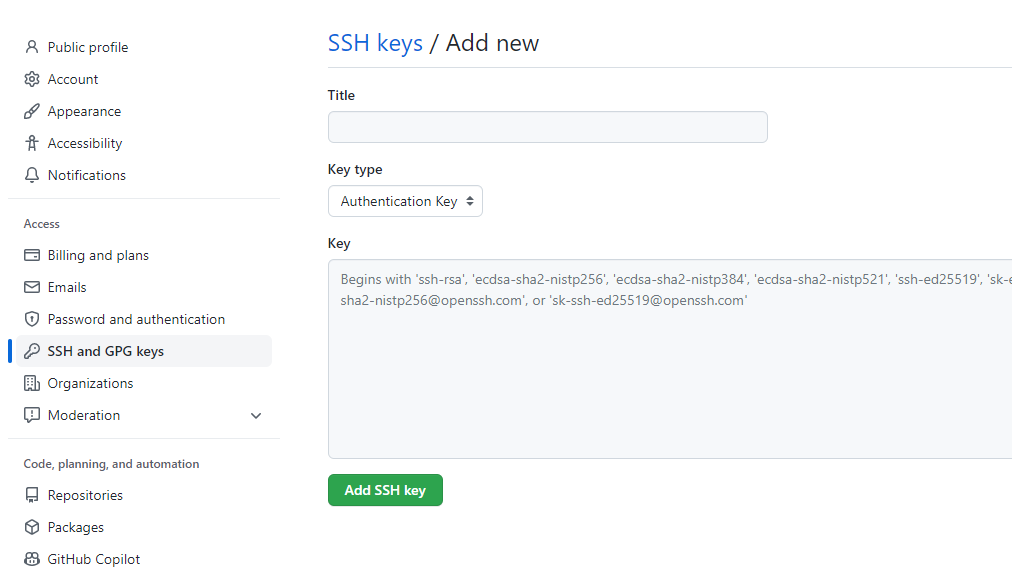 Public profile
Account
Appearance
Accessibility
Notifications
Access
Billing and plans
Emails
Password and authentication
SSH and GPG keys
Organizations
Moderation
Code, planning, and automation
Repositories
Packages
GitHub Copilot
SSH keys / Add new
Title
Key type
Authentication Key
Key
Begins with 'ssh-rsa', 'ecdsa-sha2-nistp256', 'ecdsa-sha2-nistp384', 'ecdsa-sha2-nistp521', 'ssh-ed25519', 'sk-e
sha2-nistp256@openssh.com', or 'sk-ssh-ed25519@openssh.com'
Add SSH key